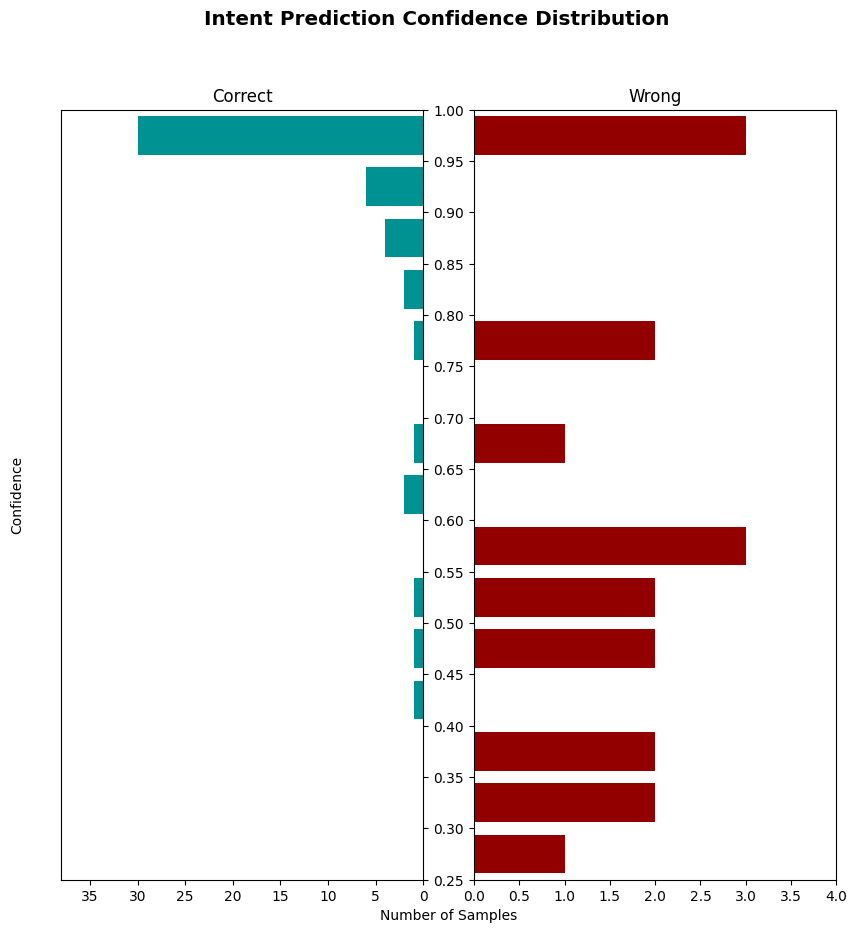 Intent Prediction Confidence Distribution
Correct
Wrong
1.00
0.95
0.90
0.85
0.80
0.75
0.70
0.65
0.60
0.55
0.50
0.45
0.40
0.35
0.30
0.25
Confidence
35 30 25 20 15 10 5 0
0.0 0.5 1.0 1.5 2.0 2.5 3.0 3.5 4.0
Number of Samples